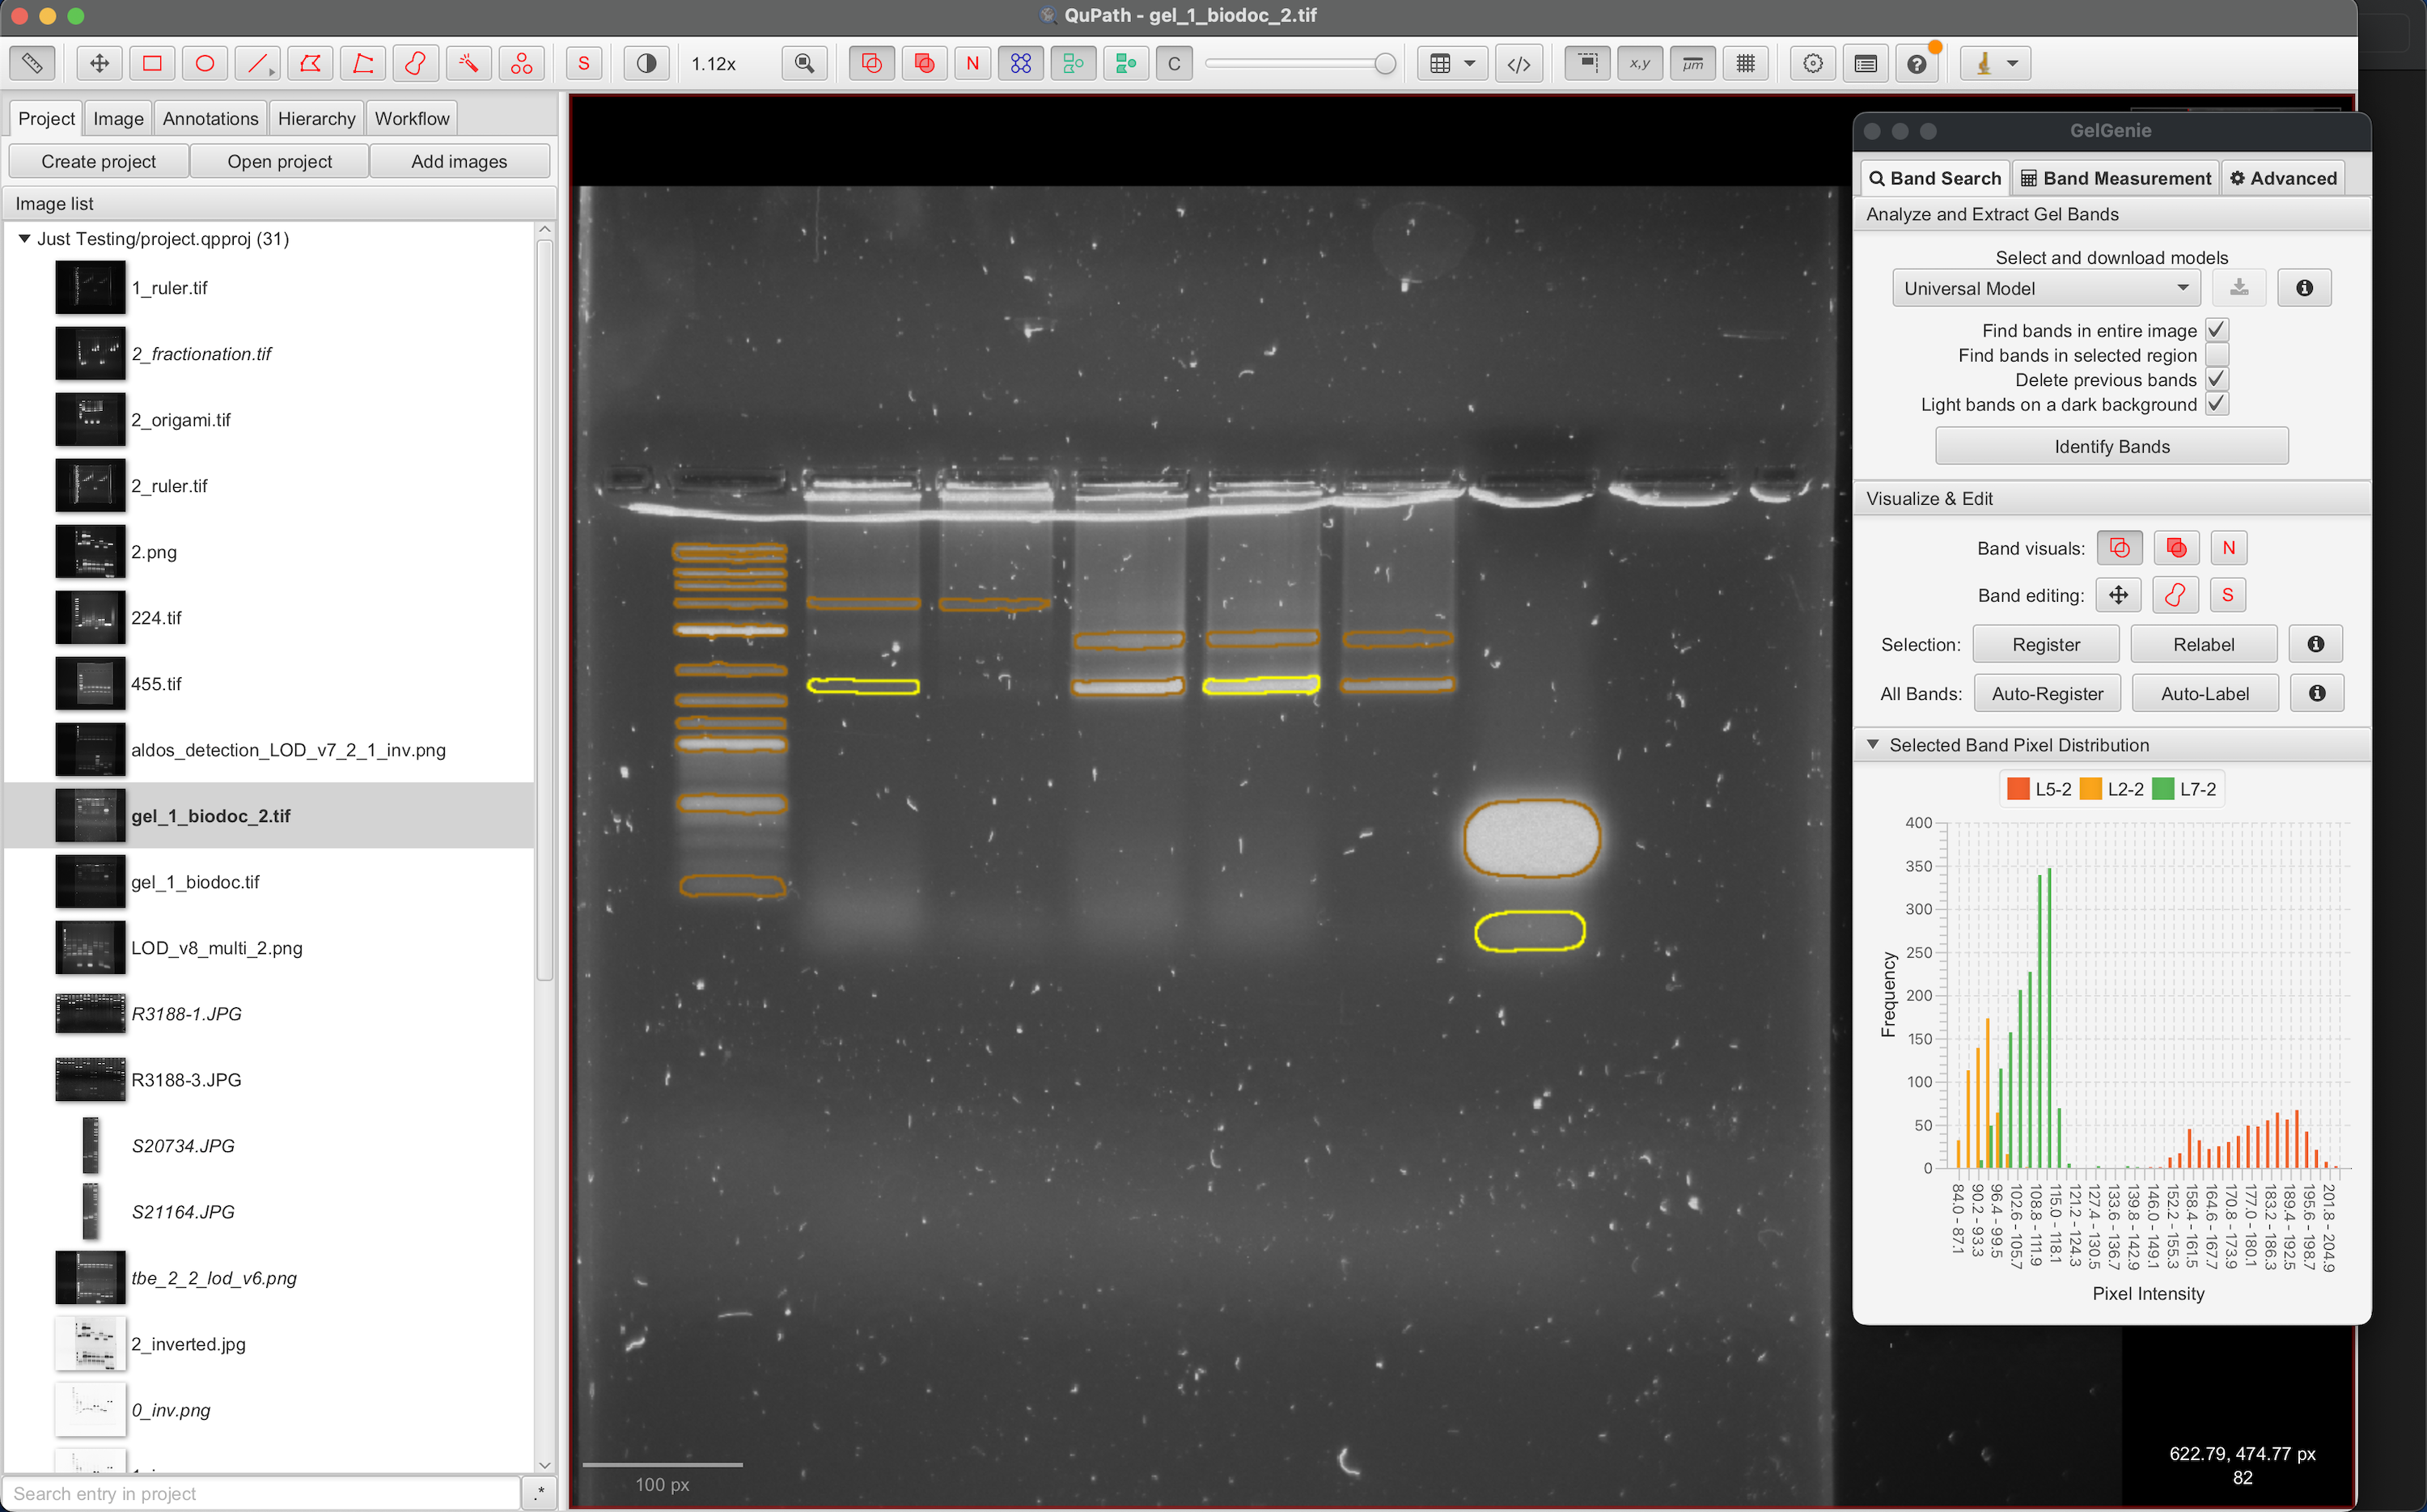 QuPath - gel_1_biodoc_2.tif
S
1.12x
N
C
</>
x,y
µm
?
Project Image Annotations Hierarchy Workflow
Create project Open project Add images
Image list
Just Testing/project.qpproj (31)
1_ruler.tif
2_fractionation.tif
2_origami.tif
2_ruler.tif
2.png
224.tif
455.tif
aldos_detection_LOD_v7_2_1_inv.png
gel_1_biodoc_2.tif
gel_1_biodoc.tif
LOD_v8_multi_2.png
R3188-1.JPG
R3188-3.JPG
S20734.JPG
S21164.JPG
tbe_2_2_lod_v6.png
2_inverted.jpg
0_inv.png
Search entry in project
.*
100 px
622.79, 474.77 px
82
GelGenie
Band Search Band Measurement Advanced
Analyze and Extract Gel Bands
Select and download models
Universal Model
Find bands in entire image
Find bands in selected region
Delete previous bands
Light bands on a dark background
Identify Bands
Visualize & Edit
Band visuals: N
Band editing: S
Selection: Register Relabel
All Bands: Auto-Register Auto-Label
Selected Band Pixel Distribution
L5-2 L2-2 L7-2
400
350
300
250
200
150
100
50
0
Frequency
84.0 - 87.1
90.2 - 93.3
96.4 - 99.5
102.6 - 105.7
108.8 - 111.9
115.0 - 118.1
121.2 - 124.3
127.4 - 130.5
133.6 - 136.7
139.8 - 142.9
146.0 - 149.1
152.2 - 155.3
158.4 - 161.5
164.6 - 167.7
170.8 - 173.9
177.0 - 180.1
183.2 - 186.3
189.4 - 192.5
195.6 - 198.7
201.8 - 204.9
Pixel Intensity